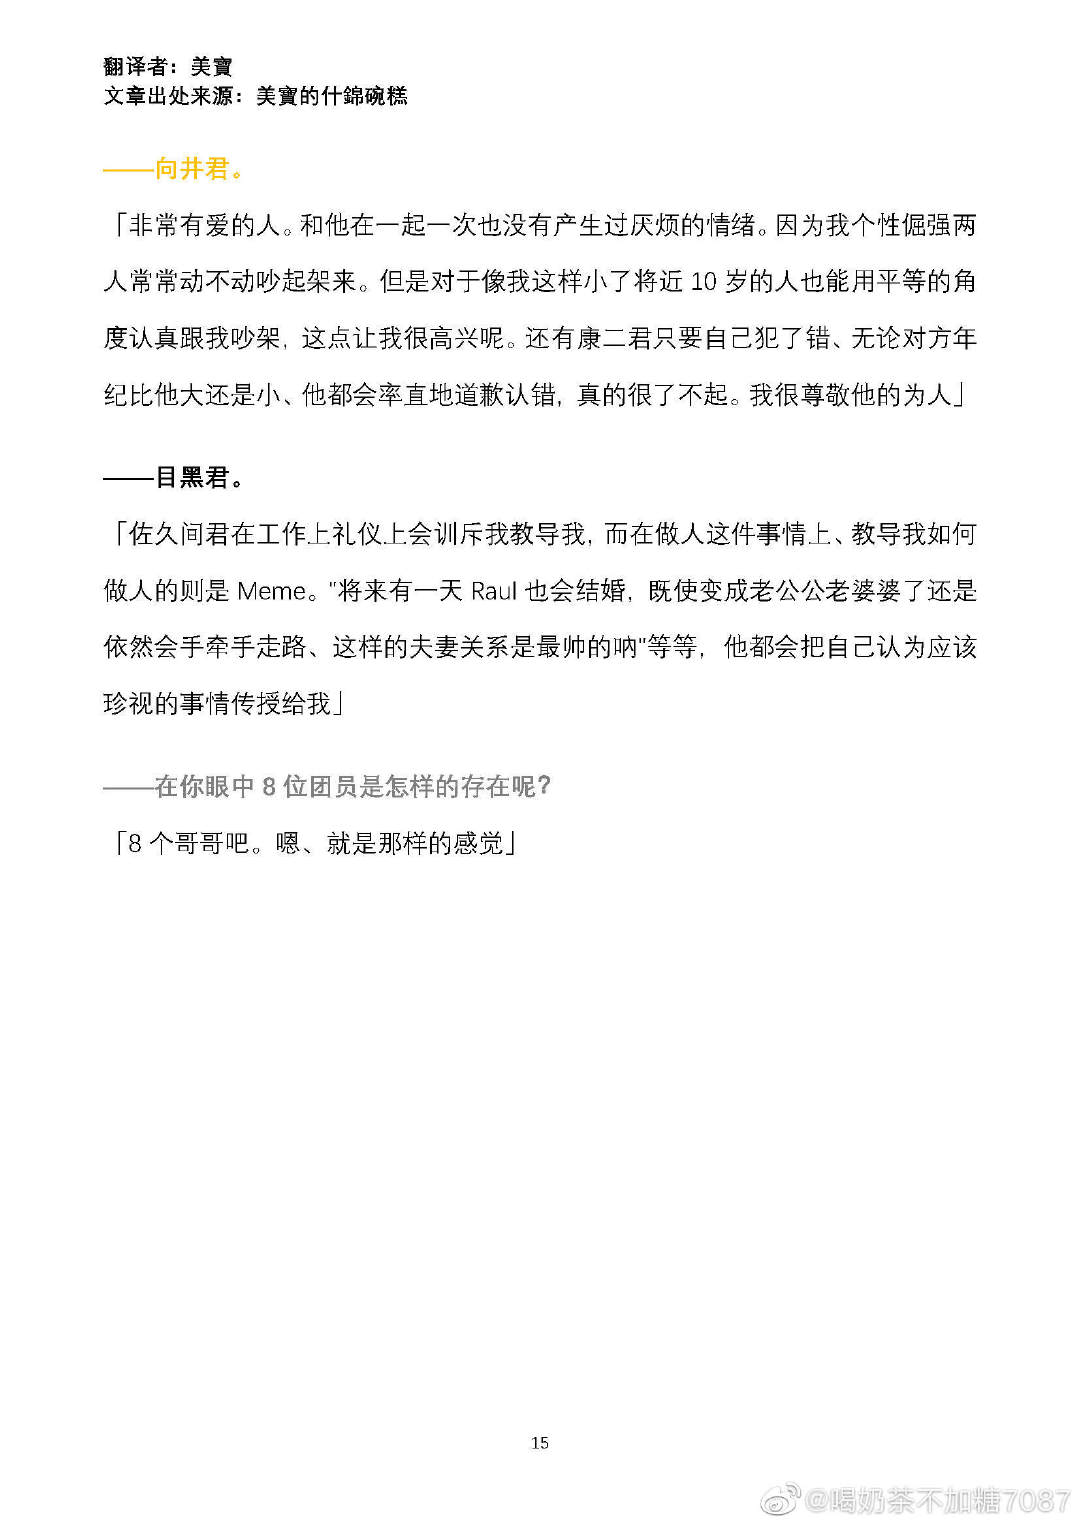 翻译者：美寶
文章出处来源：美寶的什錦碗糕
——向井君。
「非常有爱的人。和他在一起一次也没有产生过厌烦的情绪。因为我个性倔强两
人常常动不动吵起架来。但是对于像我这样小了将近 10 岁的人也能用平等的角
度认真跟我吵架，这点让我很高兴呢。还有康二君只要自己犯了错、无论对方年
纪比他大还是小、他都会率直地道歉认错，真的很了不起。我很尊敬他的为人」
——目黑君。
「佐久间君在工作上礼仪上会训斥我教导我，而在做人这件事情上、教导我如何
做人的则是 Meme。"将来有一天 Raul 也会结婚，既使变成老公公老婆婆了还是
依然会手牵手走路、这样的夫妻关系是最帅的呐"等等，他都会把自己认为应该
珍视的事情传授给我」
——在你眼中 8 位团员是怎样的存在呢？
「8 个哥哥吧。嗯、就是那样的感觉」
15
@喝奶茶不加糖7087